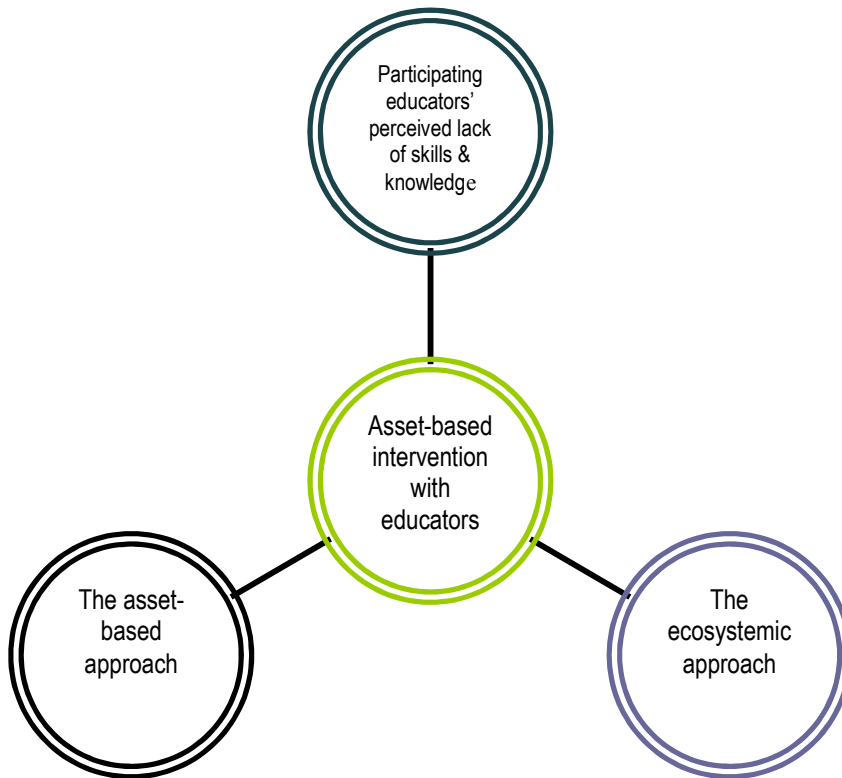 Participating
educators’
perceived lack
of skills &
knowledge
Asset-based
intervention
with
educators
The asset-
based
approach
The
ecosystemic
approach